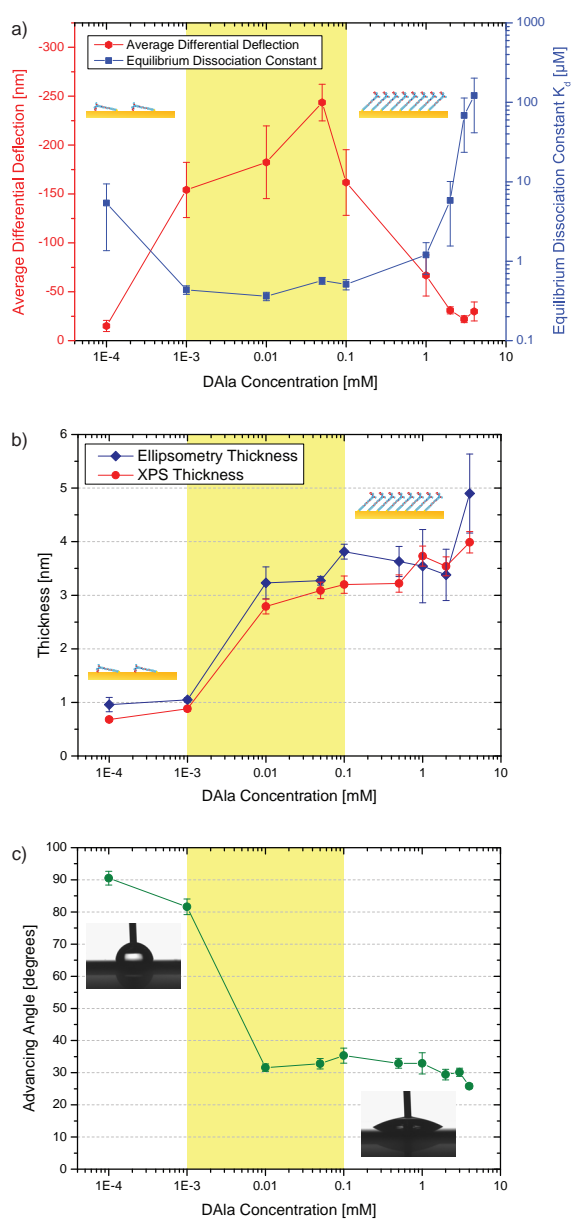 a)
Average Differential Deflection
Equilibrium Dissociation Constant
Average Differential Deflection [nm]
-300
-250
-200
-150
-100
-50
0
Equilibrium Dissociation Constant K_d [µM]
1000
100
10
1
0.1
1E-4 1E-3 0.01 0.1 1 10
DAla Concentration [mM]
b)
Ellipsometry Thickness
XPS Thickness
Thickness [nm]
6
5
4
3
2
1
0
1E-4 1E-3 0.01 0.1 1 10
DAla Concentration [mM]
c)
Advancing Angle [degrees]
100
90
80
70
60
50
40
30
20
10
0
1E-4 1E-3 0.01 0.1 1 10
DAla Concentration [mM]